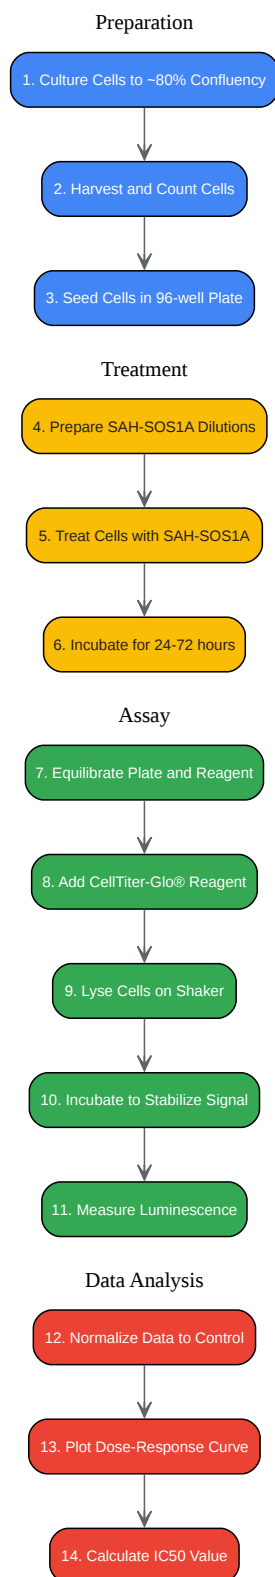 Preparation
1. Culture Cells to ~80% Confluency
2. Harvest and Count Cells
3. Seed Cells in 96-well Plate
Treatment
4. Prepare SAH-SOS1A Dilutions
5. Treat Cells with SAH-SOS1A
6. Incubate for 24-72 hours
Assay
7. Equilibrate Plate and Reagent
8. Add CellTiter-Glo® Reagent
9. Lyse Cells on Shaker
10. Incubate to Stabilize Signal
11. Measure Luminescence
Data Analysis
12. Normalize Data to Control
13. Plot Dose-Response Curve
14. Calculate IC50 Value